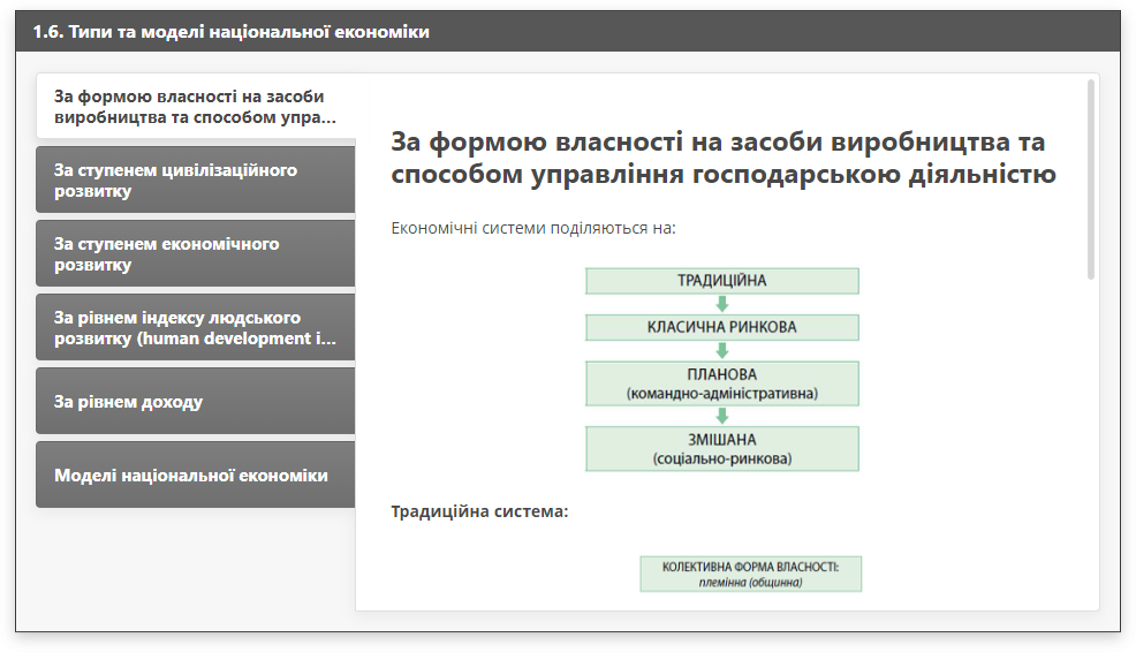 1.6. Типи та моделі національної економіки
За формою власності на засоби
виробництва та способом упра...
За ступенем цивілізаційного
розвитку
За ступенем економічного
розвитку
За рівнем індексу людського
розвитку (human development i...
За рівнем доходу
Моделі національної економіки
За формою власності на засоби виробництва та
способом управління господарською діяльністю
Економічні системи поділяються на:
ТРАДИЦІЙНА
КЛАСИЧНА РИНКОВА
ПЛАНОВА
(командно-адміністративна)
ЗМІШАНА
(соціально-ринкова)
Традиційна система:
КОЛЕКТИВНА ФОРМА ВЛАСНОСТІ:
племінна (общинна)